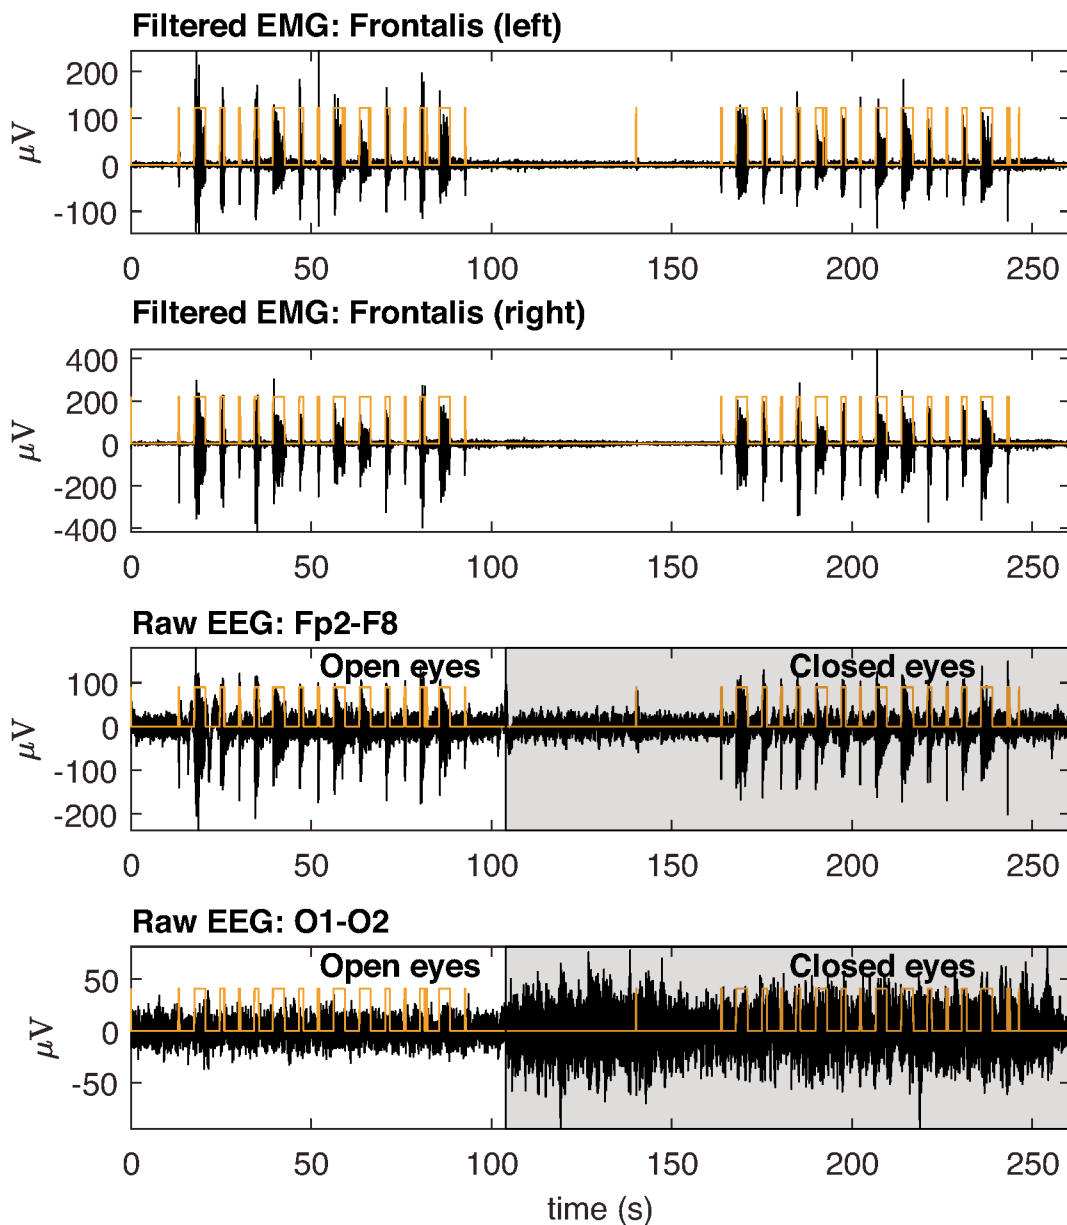 Filtered EMG: Frontalis (left)
200
100
0
-100
µV
0 50 100 150 200 250
Filtered EMG: Frontalis (right)
400
200
0
-200
-400
µV
0 50 100 150 200 250
Raw EEG: Fp2-F8
Open eyes Closed eyes
100
0
-100
-200
µV
0 50 100 150 200 250
Raw EEG: O1-O2
Open eyes Closed eyes
50
0
-50
µV
0 50 100 150 200 250
time (s)